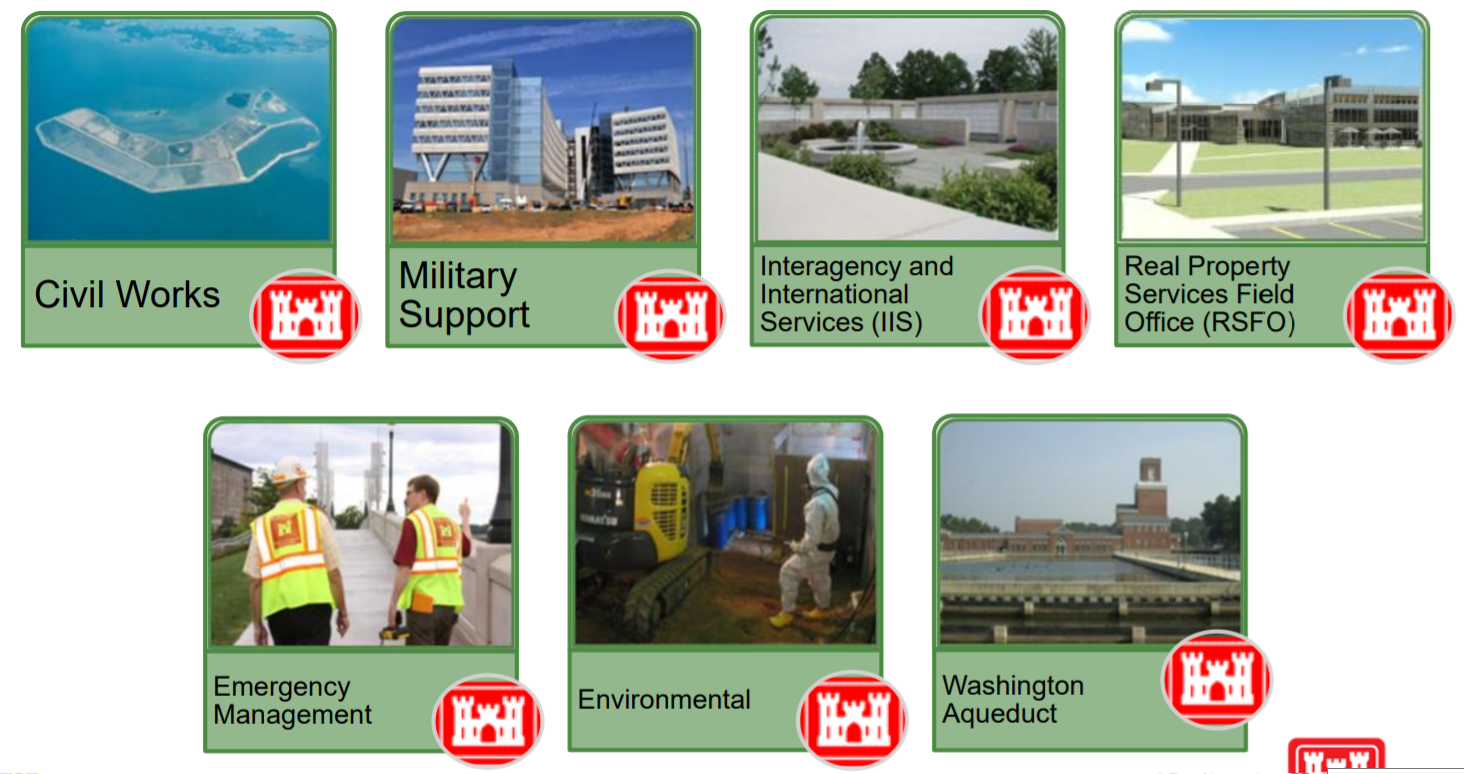 Civil Works
Military
Support
Interagency and
International
Services (IIS)
Real Property
Services Field
Office (RSFO)
KOMATSU
Emergency
Management
Environmental
Washington
Aqueduct